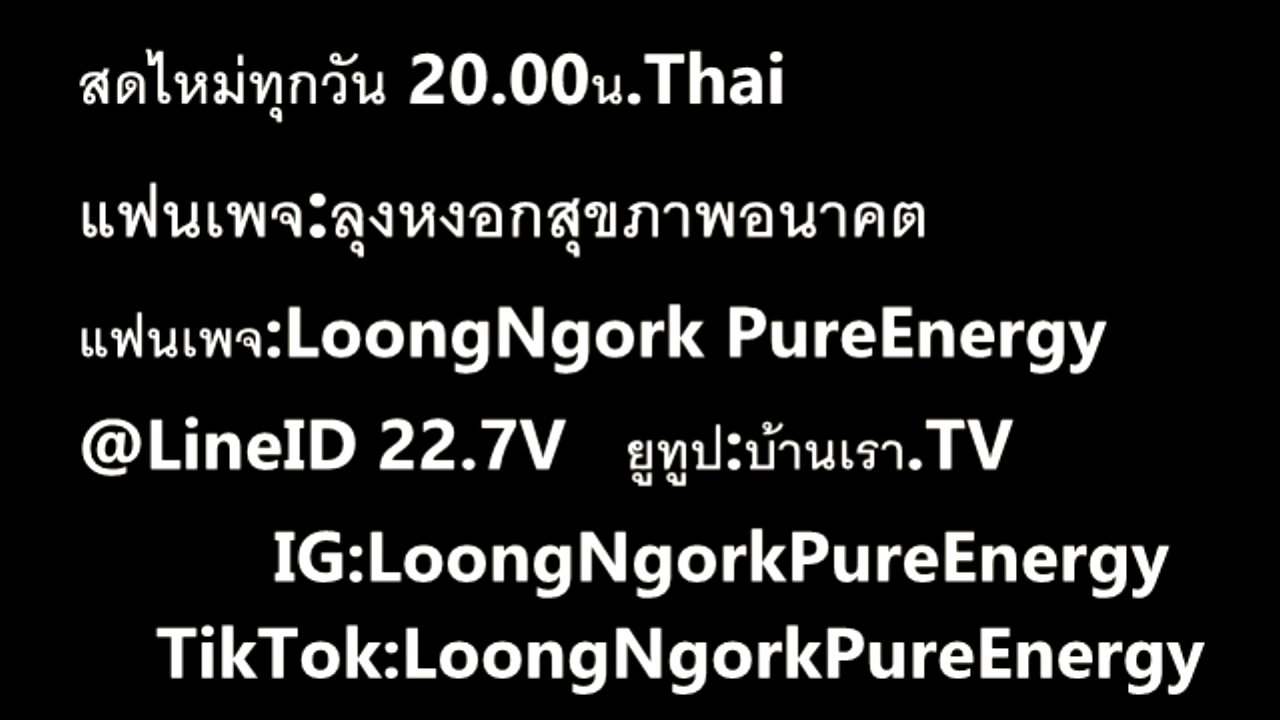 สดไหม่ทุกวัน 20.00น.Thai
แฟนเพจ:ลุงหงอกสุขภาพอนาคต
แฟนเพจ:LoongNgork PureEnergy
@LineID 22.7V ยูทูป:บ้านเรา.TV
IG:LoongNgorkPureEnergy
TikTok:LoongNgorkPureEnergy